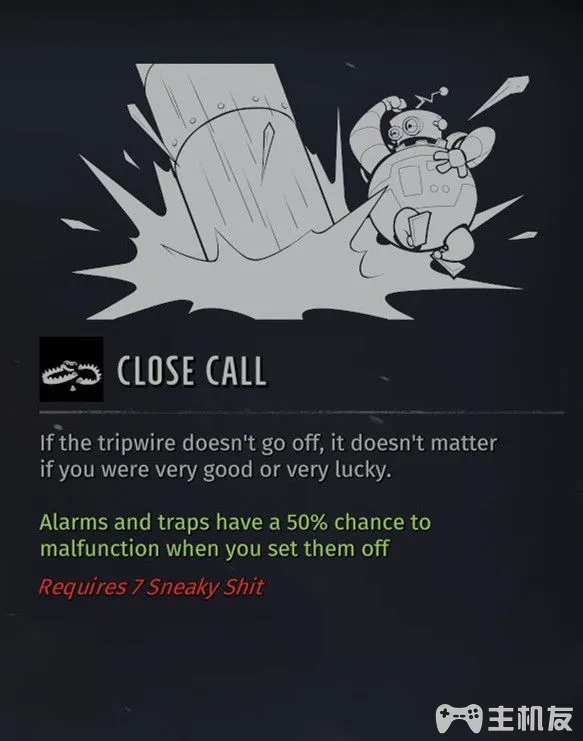 CLOSE CALL
If the tripwire doesn't go off, it doesn't matter
if you were very good or very lucky.
Alarms and traps have a 50% chance to
malfunction when you set them off
Requires 7 Sneaky Shit
主机友